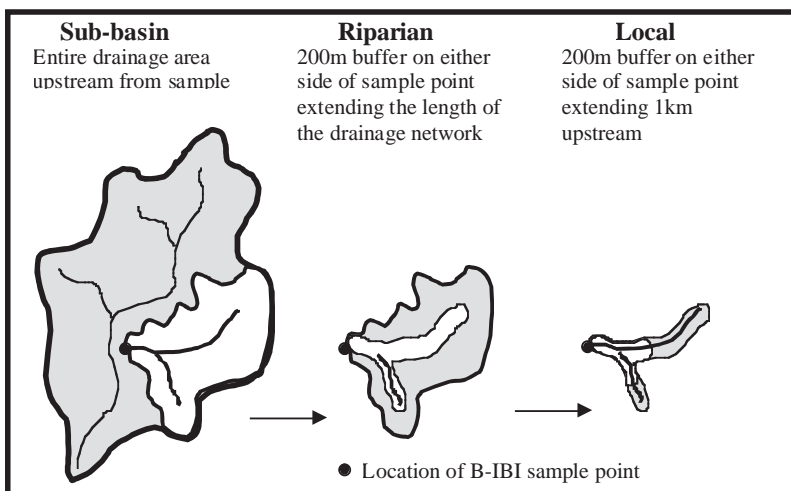 Sub-basin
Entire drainage area
upstream from sample
Riparian
200m buffer on either
side of sample point
extending the length of
the drainage network
Local
200m buffer on either
side of sample point
extending 1km
upstream
Location of B-IBI sample point